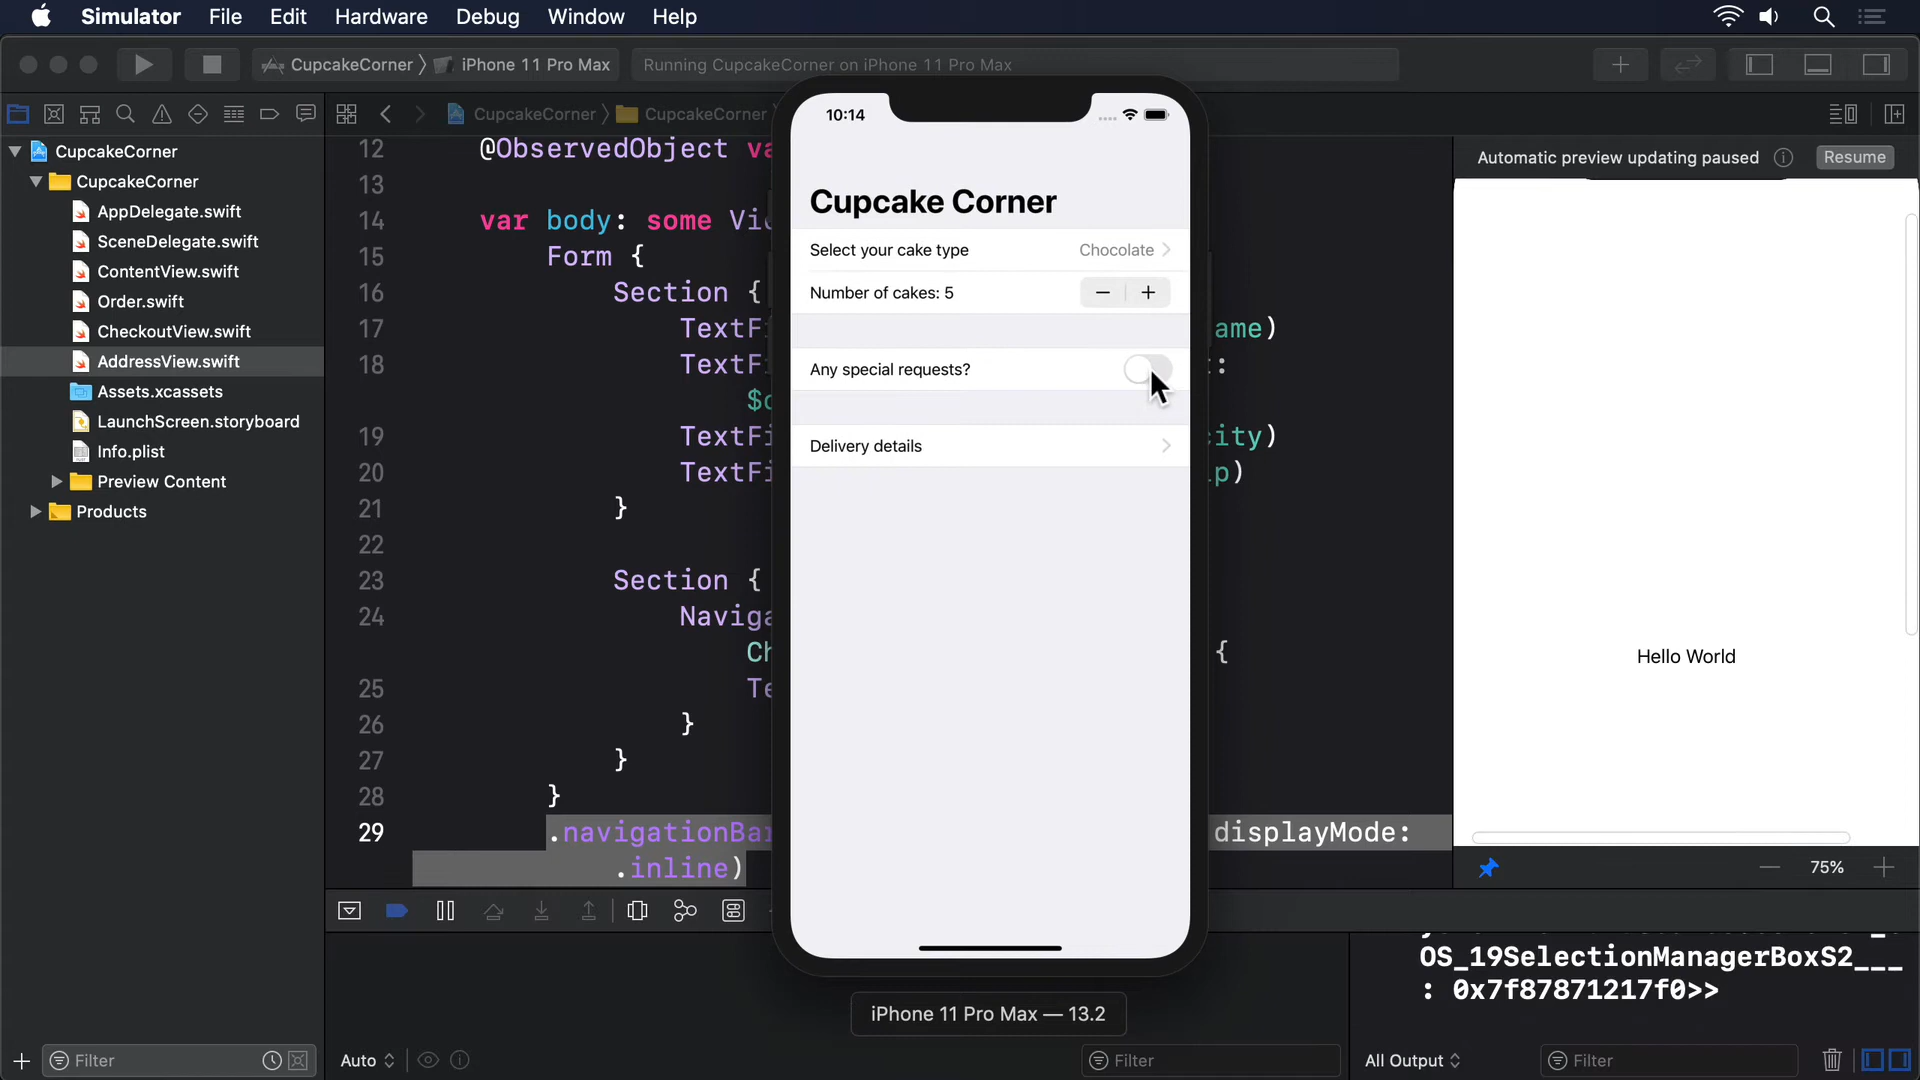 Simulator File Edit Hardware Debug Window Help
CupcakeCorner iPhone 11 Pro Max
Running CupcakeCorner on iPhone 11 Pro Max
CupcakeCorner
CupcakeCorner
AppDelegate.swift
SceneDelegate.swift
ContentView.swift
Order.swift
CheckoutView.swift
AddressView.swift
Assets.xcassets
LaunchScreen.storyboard
Info.plist
Preview Content
Products
Filter
CupcakeCorner CupcakeCorner
12 @ObservedObject va
13
14 var body: some Vi
15 Form {
16 Section {
17 TextF ame)
18 TextF :
$
19 TextF ity)
20 TextF p)
21 }
22
23 Section {
24 Naviga
Ch {
25 Te
26 }
27 }
28 }
29 .navigationBa displayMode:
.inline)
10:14
Cupcake Corner
Select your cake type Chocolate
Number of cakes: 5 − +
Any special requests?
Delivery details
iPhone 11 Pro Max — 13.2
Automatic preview updating paused Resume
Hello World
75%
OS_19SelectionManagerBoxS2___
: 0x7f87871217f0>>
Auto
Filter
All Output
Filter